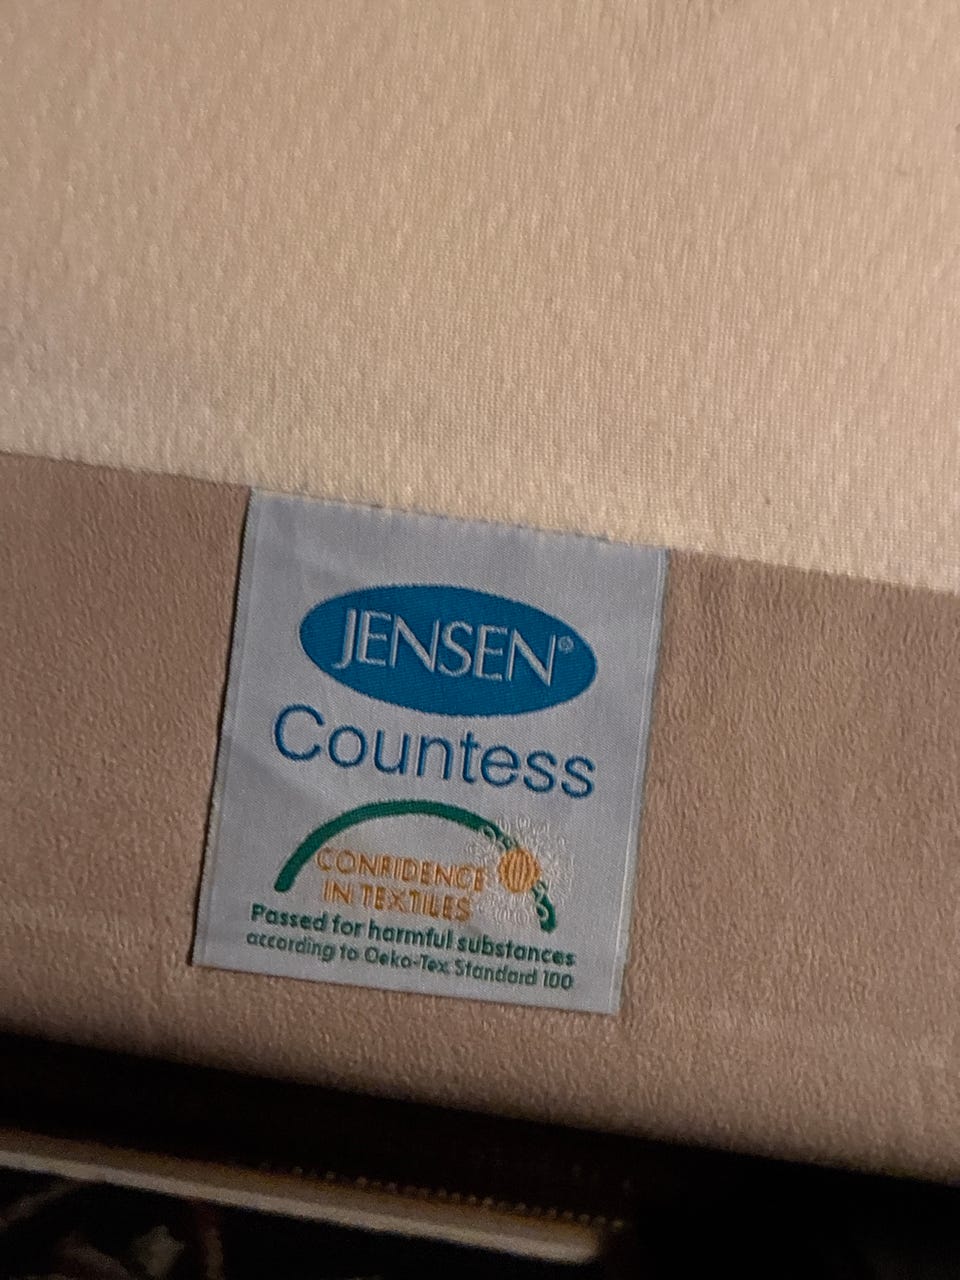 JENSEN®
Countess
CONFIDENCE
IN TEXTILES
Passed for harmful substances
according to Oeko-Tex Standard 100